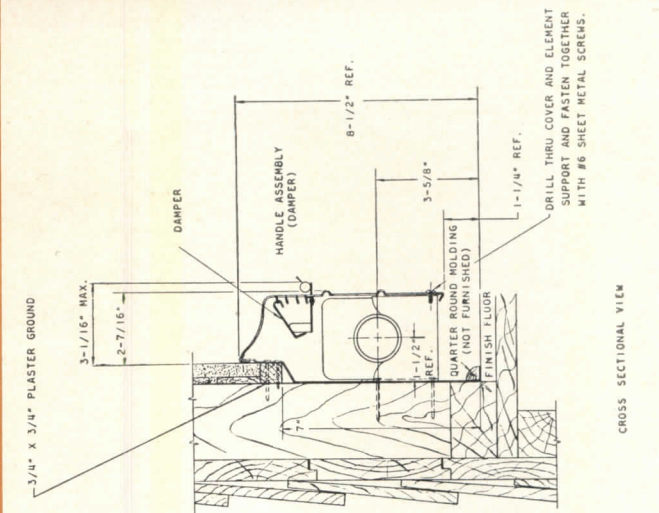 3/4" X 3/4" PLASTER GROUND
3-1/16" MAX.
2-7/16"
DAMPER
HANDLE ASSEMBLY
(DAMPER)
8-1/2" REF.
3-5/8"
1-1/4" REF.
7"
1-1/2"
REF.
QUARTER ROUND MOLDING
(NOT FURNISHED)
FINISH FLOOR
DRILL THRU COVER AND ELEMENT
SUPPORT AND FASTEN TOGETHER
WITH #6 SHEET METAL SCREWS.
CROSS SECTIONAL VIEW